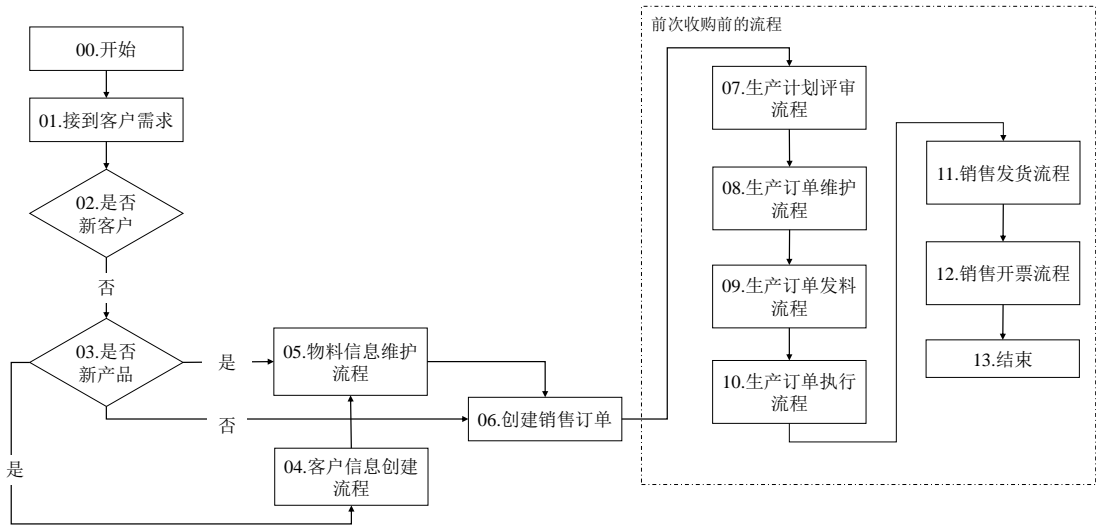 00.开始
01.接到客户需求
02.是否
新客户
否
03.是否
新产品
是
否
是
04.客户信息创建
流程
05.物料信息维护
流程
06.创建销售订单
前次收购前的流程
07.生产计划评审
流程
08.生产订单维护
流程
09.生产订单发料
流程
10.生产订单执行
流程
11.销售发货流程
12.销售开票流程
13.结束